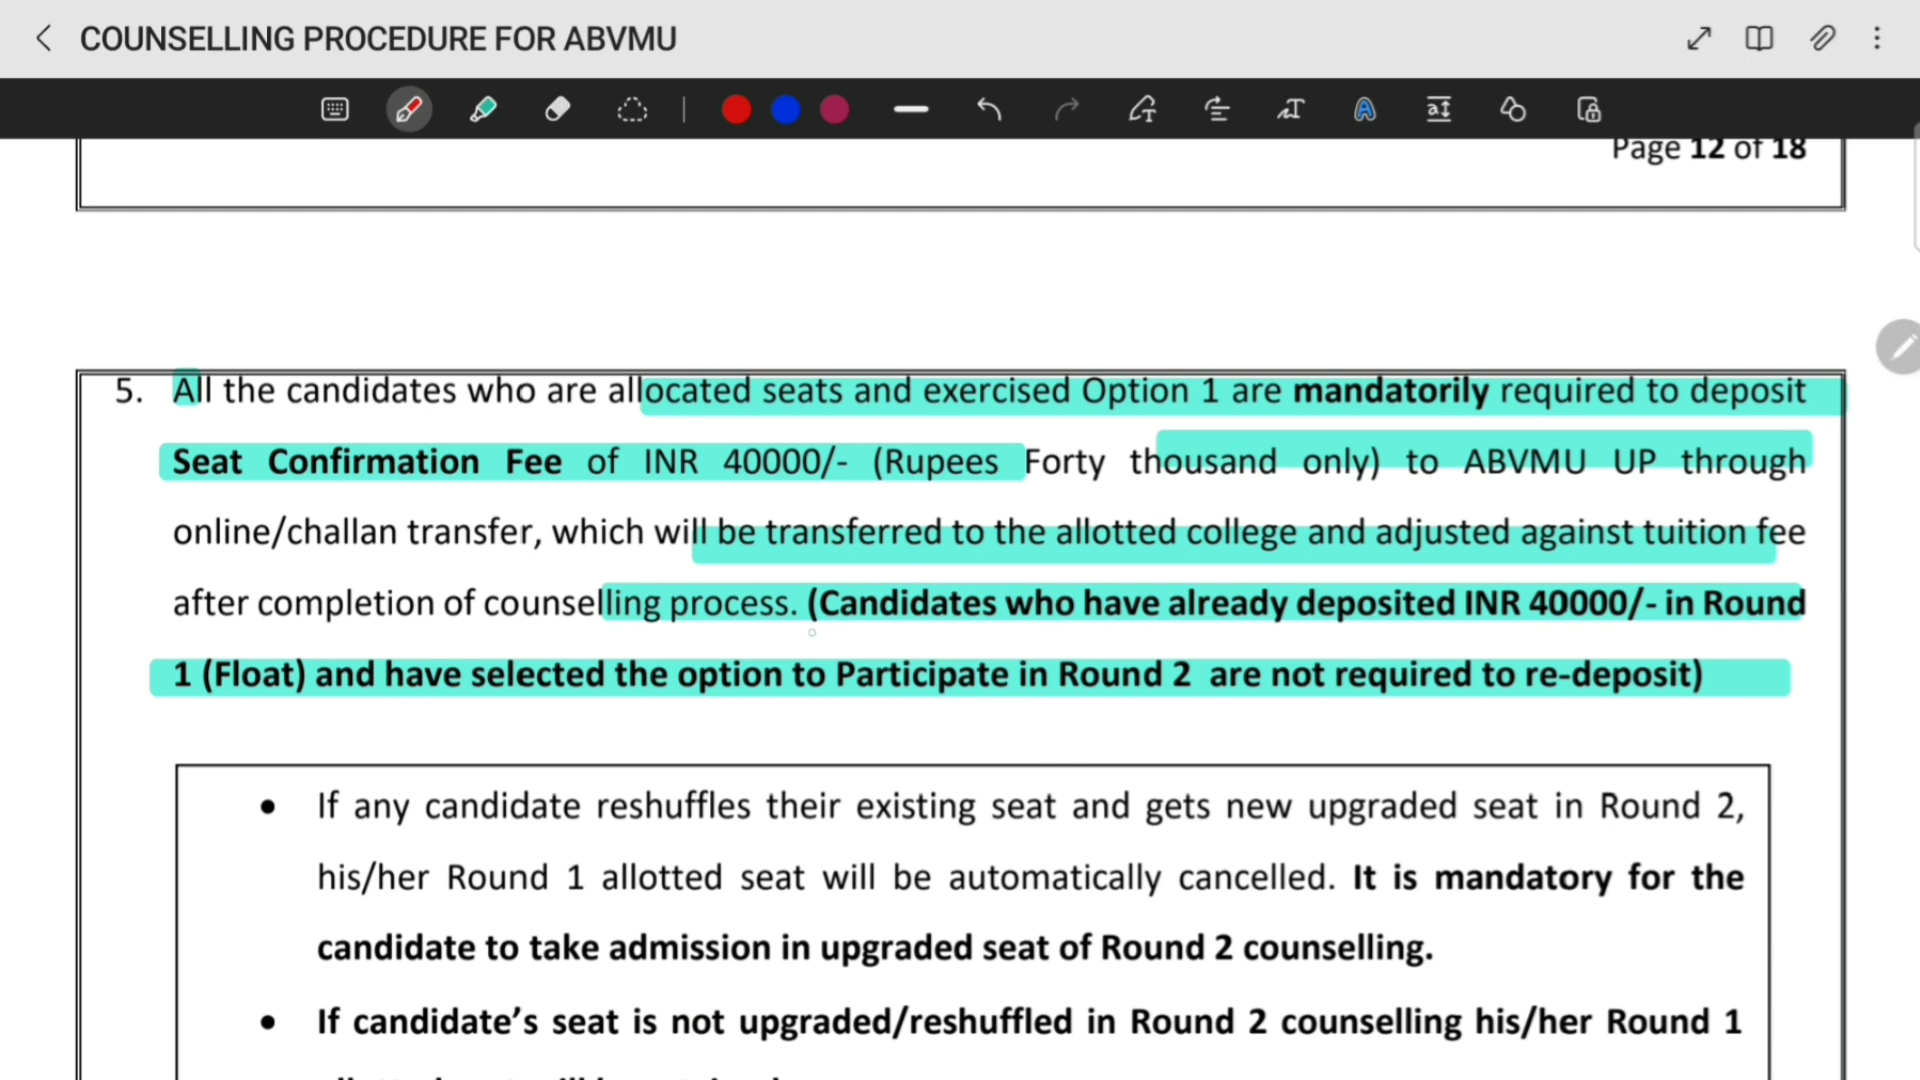 COUNSELLING PROCEDURE FOR ABVMU
Page 12 of 18
5. All the candidates who are allocated seats and exercised Option 1 are mandatorily required to deposit
Seat Confirmation Fee of INR 40000/- (Rupees Forty thousand only) to ABVMU UP through
online/challan transfer, which will be transferred to the allotted college and adjusted against tuition fee
after completion of counselling process. (Candidates who have already deposited INR 40000/- in Round
1 (Float) and have selected the option to Participate in Round 2 are not required to re-deposit)
• If any candidate reshuffles their existing seat and gets new upgraded seat in Round 2,
his/her Round 1 allotted seat will be automatically cancelled. It is mandatory for the
candidate to take admission in upgraded seat of Round 2 counselling.
• If candidate’s seat is not upgraded/reshuffled in Round 2 counselling his/her Round 1